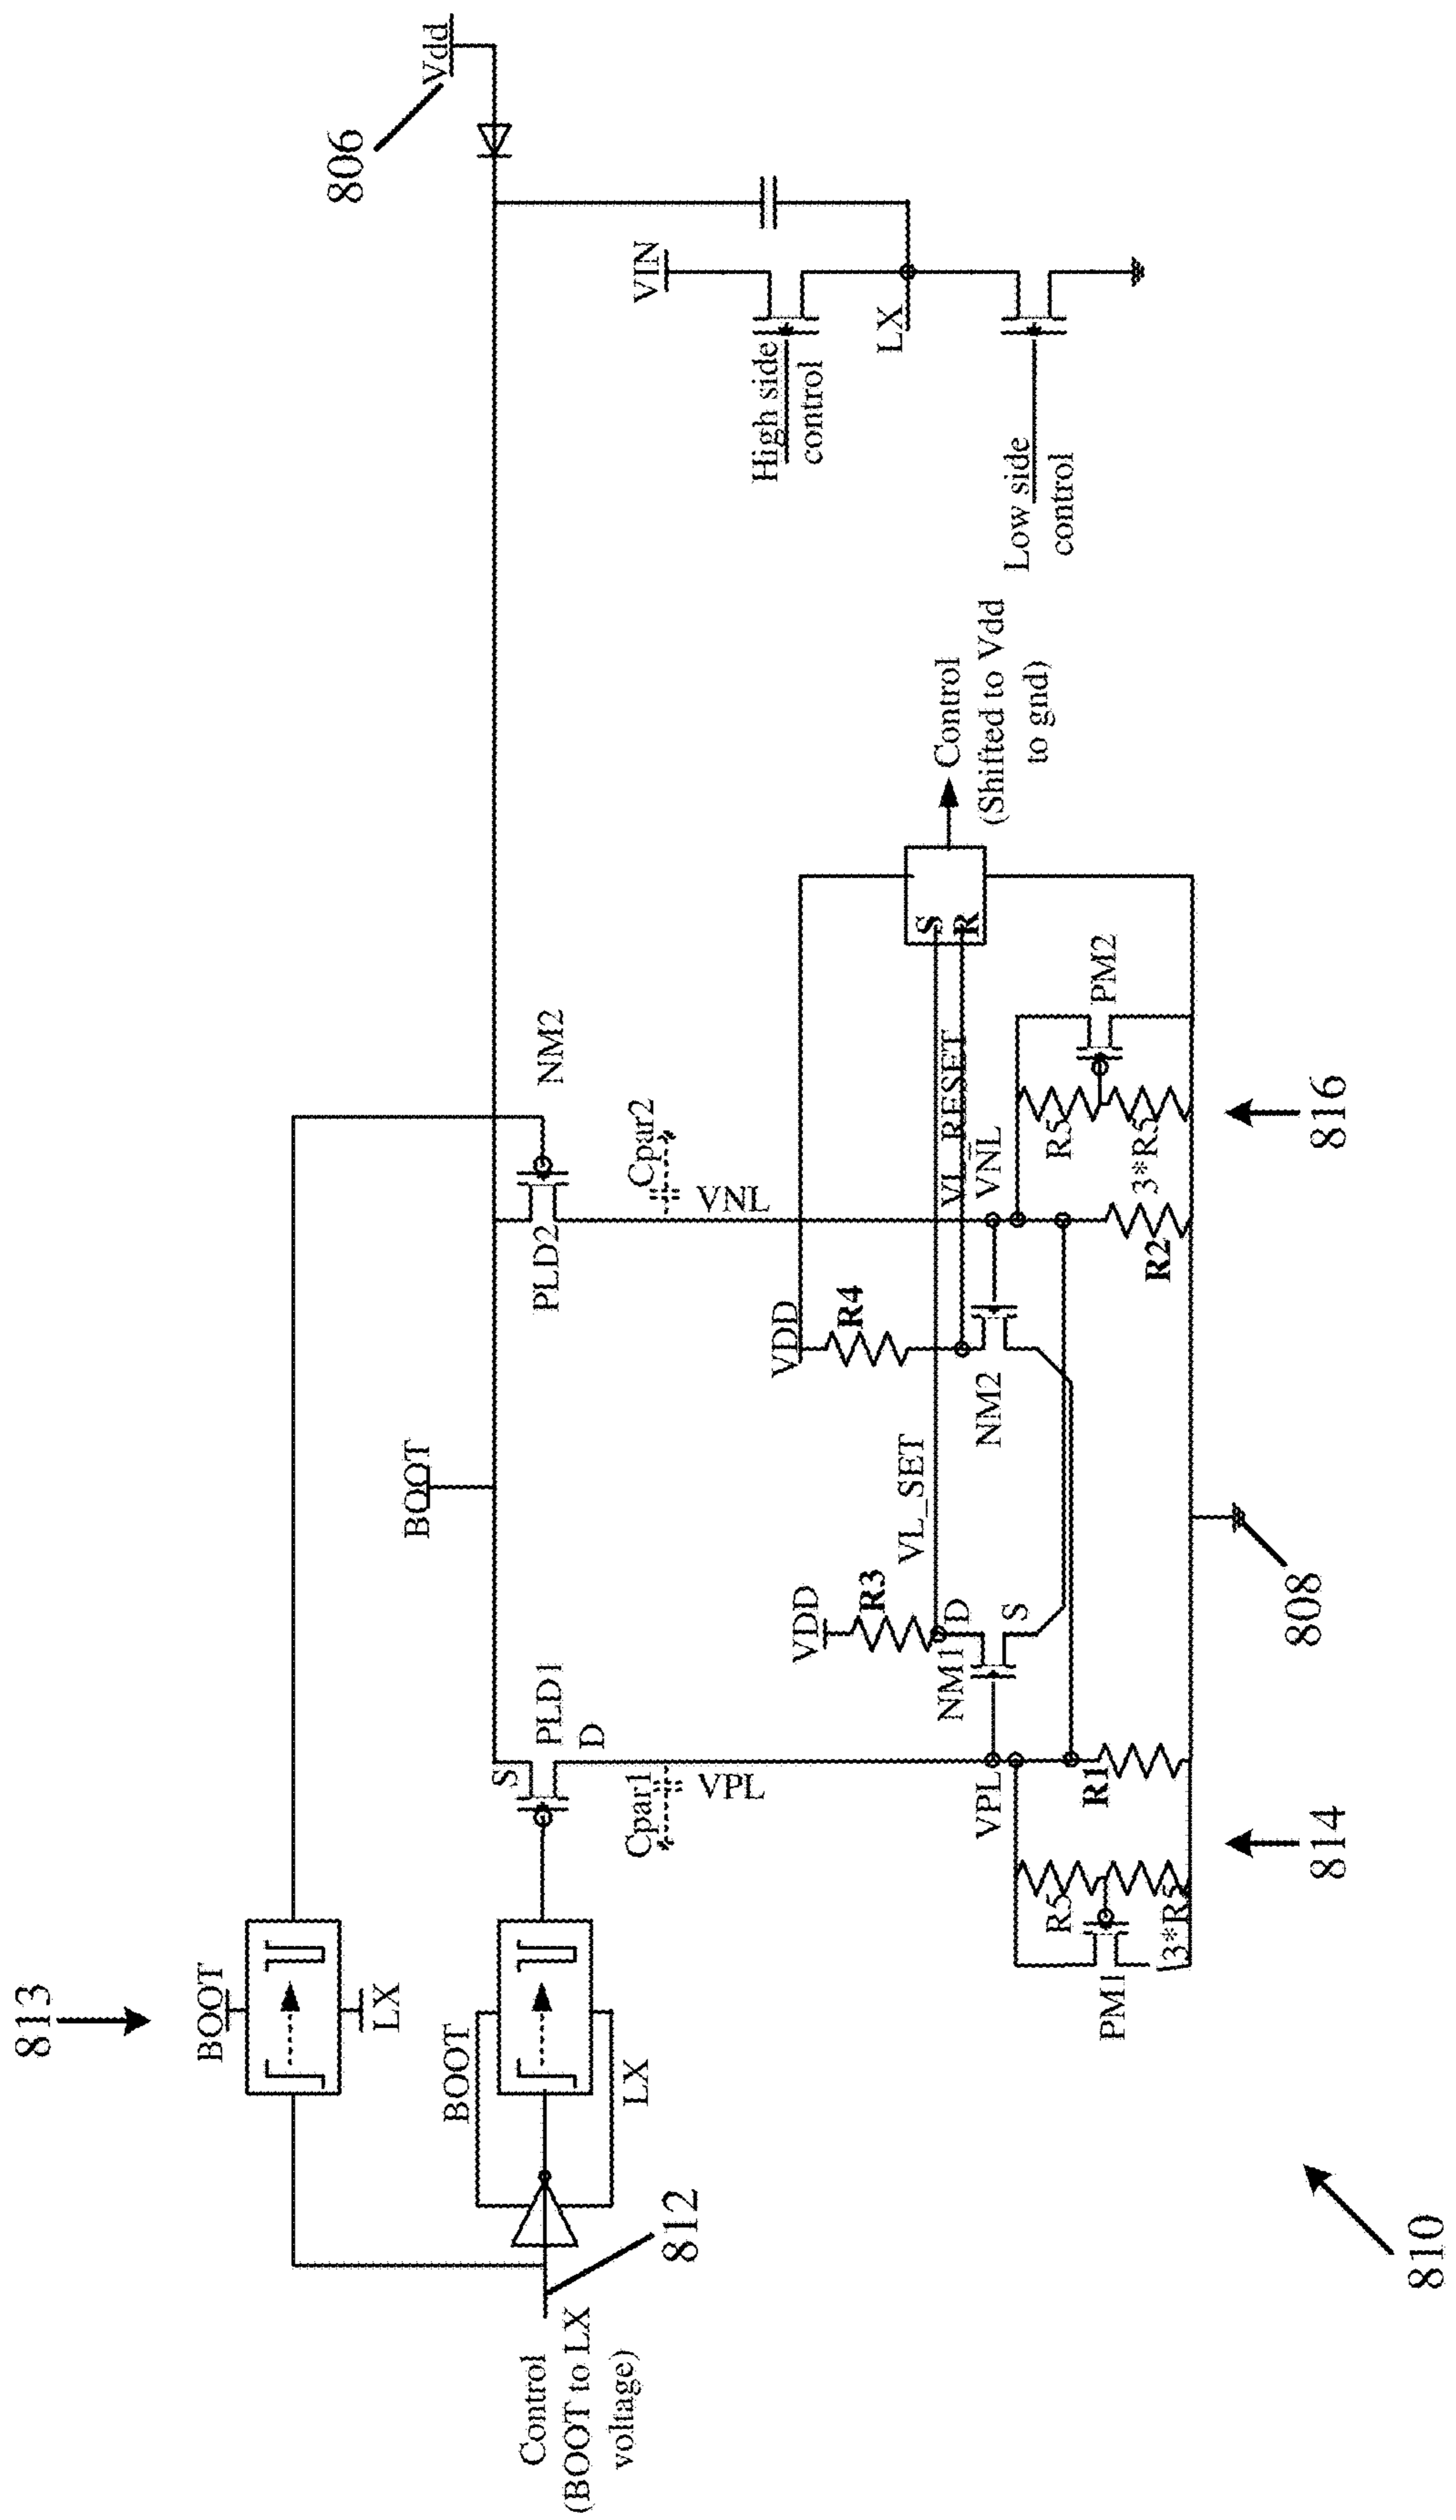 813
BOOT
LX
BOOT
LX
Control
(BOOT to LX
voltage)
812
810
BOOT
S
PLD1
D
Cpar1
VPL
PLD2
NM2
Cpar2
VNL
806
Vdd
VIN
High side
control
LX
Low side
control
VDD
R3
VL_SET
NM1
D
S
VDD
R4
NM2
VL_RESET
VNL
S
R
Control
(Shifted to Vdd
to gnd)
VPL
R1
R5
3*R5
PM1
814
808
R2
R5
3*R5
PM2
816